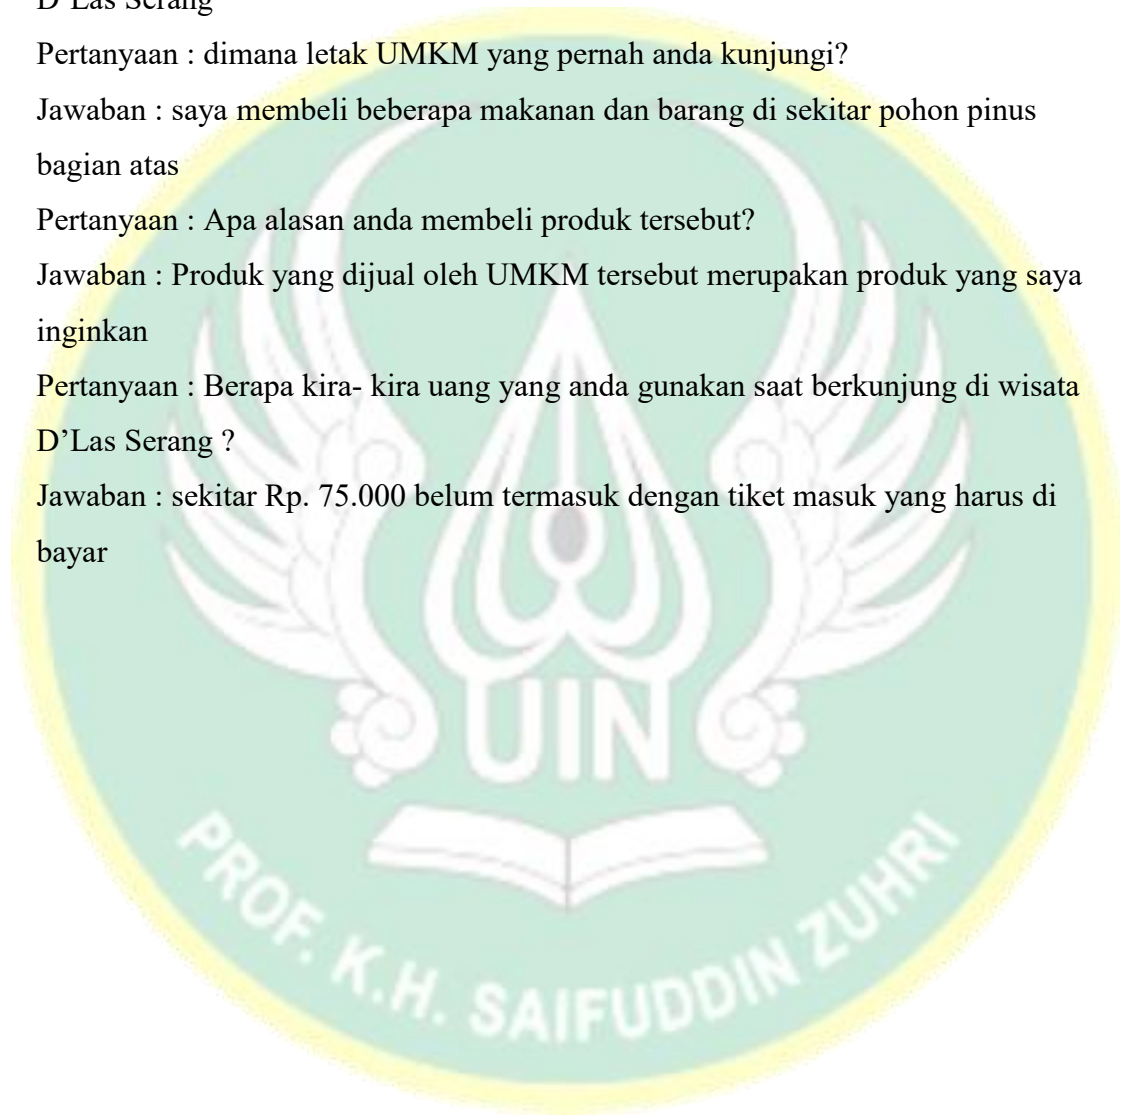 D'Las Serang
Pertanyaan : dimana letak UMKM yang pernah anda kunjungi?
Jawaban : saya membeli beberapa makanan dan barang di sekitar pohon pinus
bagian atas
Pertanyaan : Apa alasan anda membeli produk tersebut?
Jawaban : Produk yang dijual oleh UMKM tersebut merupakan produk yang saya
inginkan
Pertanyaan : Berapa kira- kira uang yang anda gunakan saat berkunjung di wisata
D’Las Serang ?
Jawaban : sekitar Rp. 75.000 belum termasuk dengan tiket masuk yang harus di
bayar
UIN
PROF. K.H. SAIFUDDIN ZUHRI